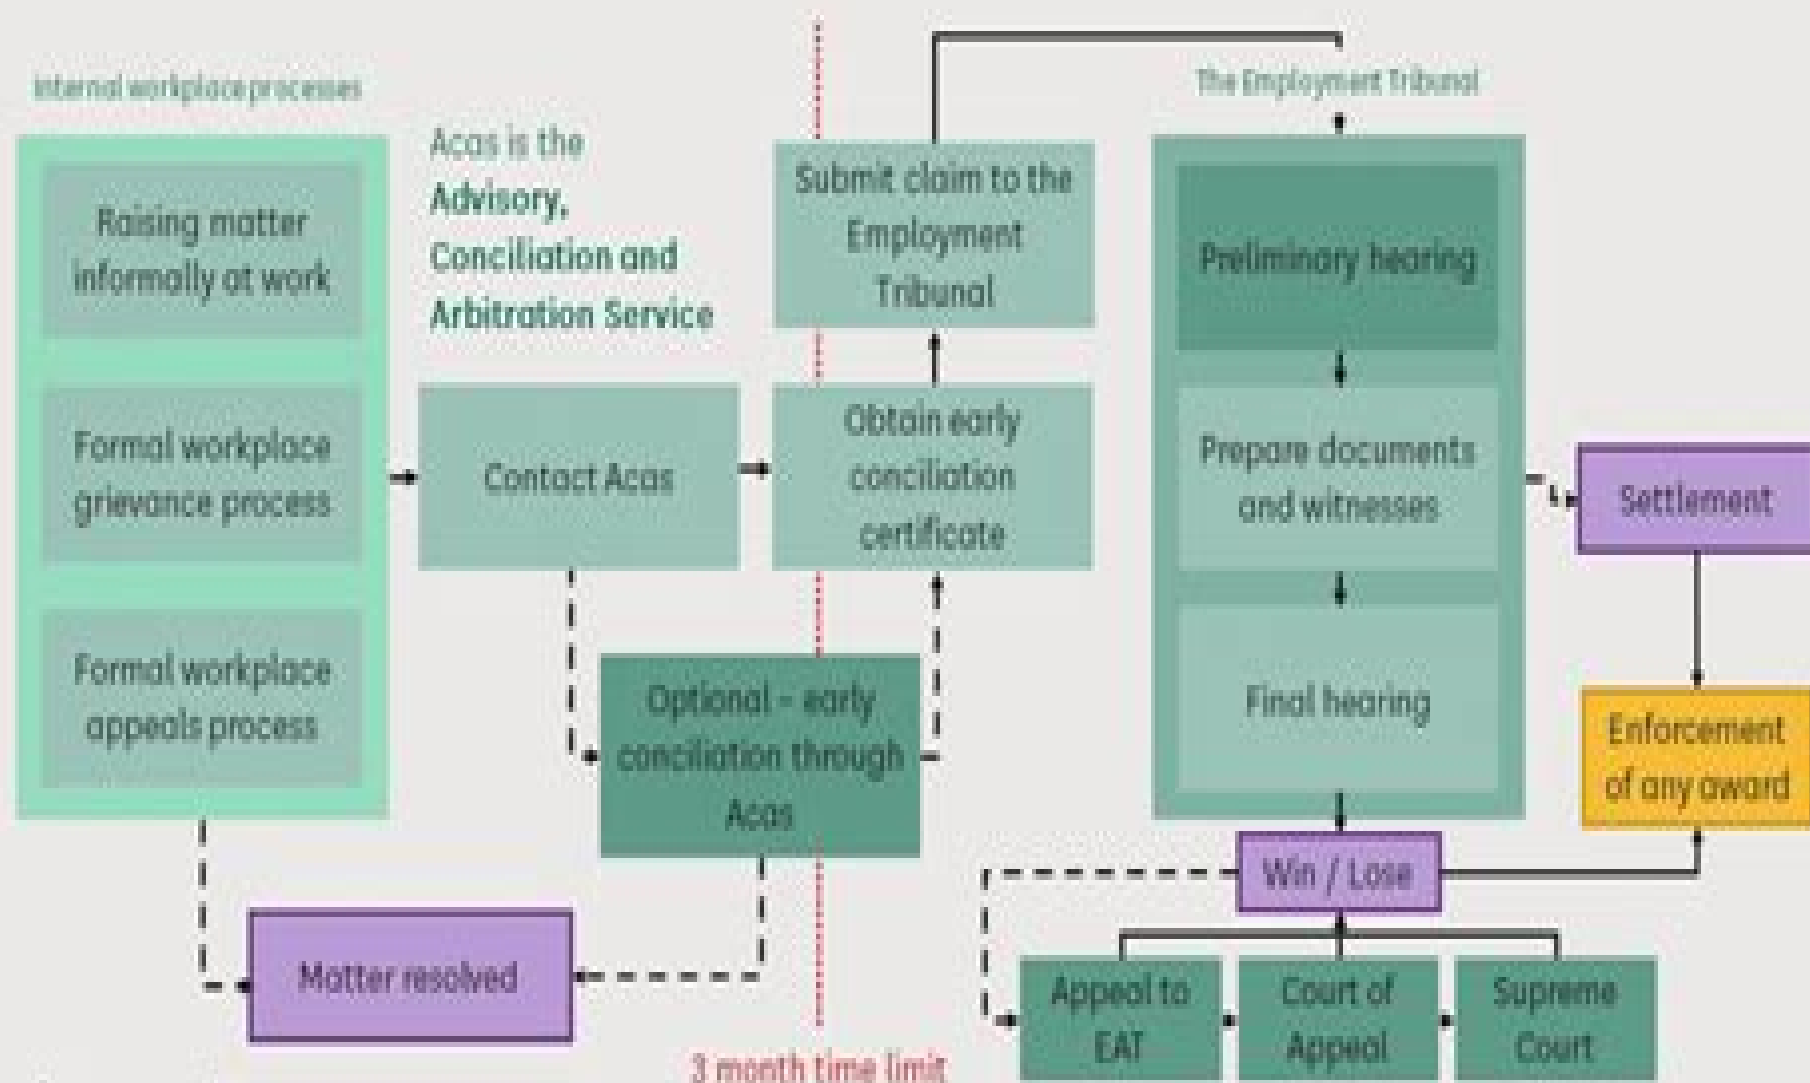 Internal workplace processes
Raising matter
informally at work
Formal workplace
grievance process
Formal workplace
appeals process
Acas is the
Advisory,
Conciliation and
Arbitration Service
Contact Acas
Optional - early
conciliation through
Acas
Matter resolved
3 month time limit
Submit claim to the
Employment
Tribunal
Obtain early
conciliation
certificate
The Employment Tribunal
Preliminary hearing
Prepare documents
and witnesses
Final hearing
Settlement
Enforcement
of any award
Win / Lose
Appeal to
EAT
Court of
Appeal
Supreme
Court